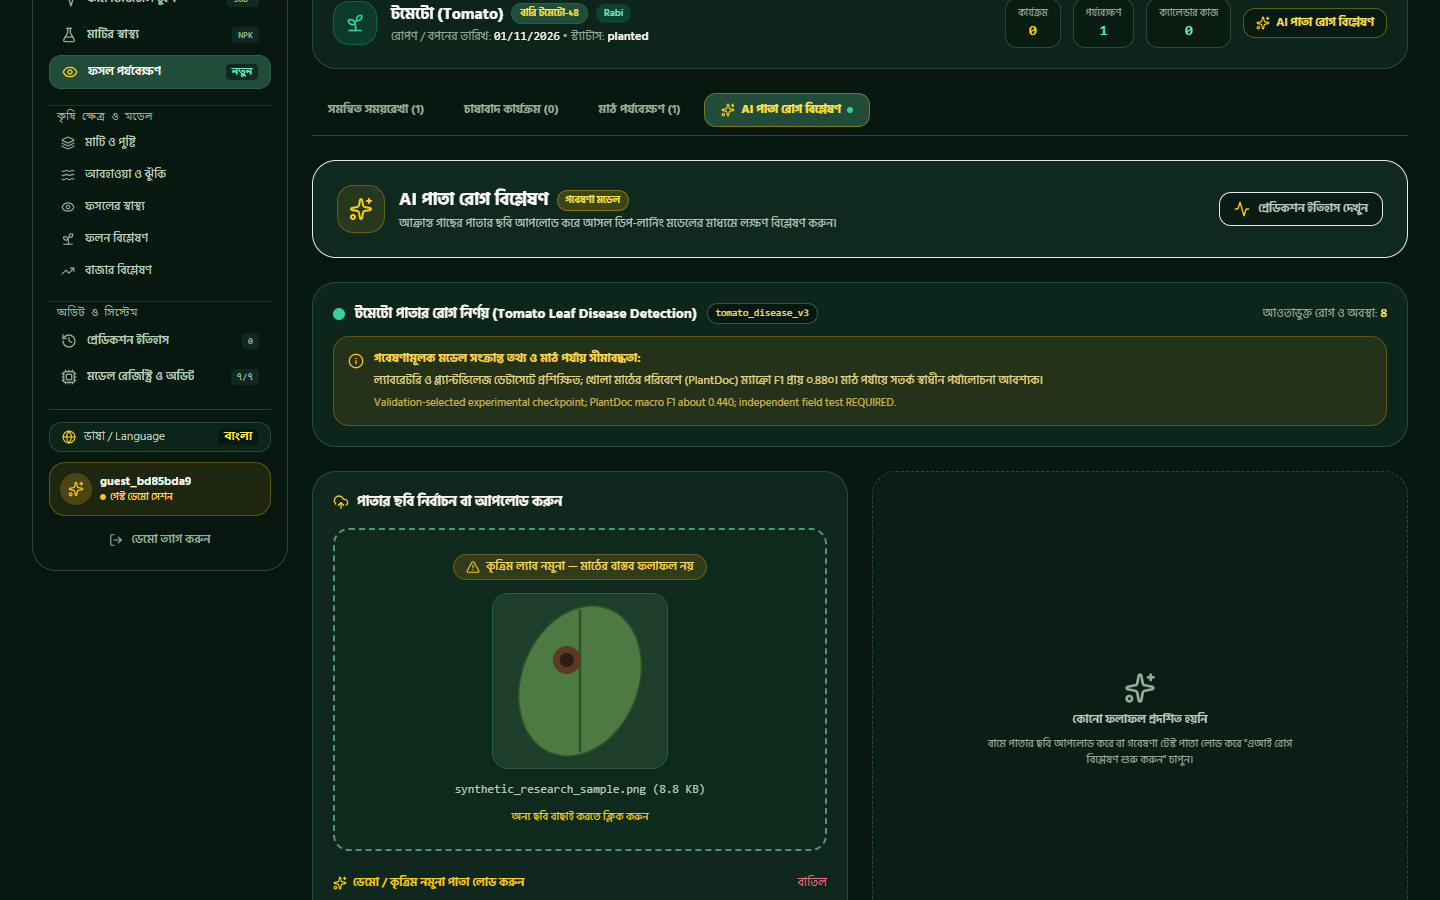 মাটির স্বাস্থ্য
NPK
ফসল পর্যবেক্ষণ
নতুন
কৃষি ক্ষেত্র ও মডেল
মাটি ও পুষ্টি
আবহাওয়া ও ঝুঁকি
ফসলের স্বাস্থ্য
ফলন বিশ্লেষণ
বাজার বিশ্লেষণ
অডিট ও সিস্টেম
প্রেডিকশন ইতিহাস
০
মডেল রেজিস্ট্রি ও অডিট
৭/৭
ভাষা / Language
বাংলা
guest_bd85bda9
গেস্ট ডেমো সেশন
ডেমো ত্যাগ করুন
টমেটো (Tomato)
বারি টমেটো-১৪
Rabi
রোপণ / বপনের তারিখ: 01/11/2026 • স্ট্যাটাস: planted
কার্যক্রম
0
পর্যবেক্ষণ
1
ক্যালেন্ডার কাজ
0
AI পাতা রোগ বিশ্লেষণ
সমন্বিত সময়রেখা (1)
চাষাবাদ কার্যক্রম (0)
মাঠ পর্যবেক্ষণ (1)
AI পাতা রোগ বিশ্লেষণ
AI পাতা রোগ বিশ্লেষণ
গবেষণা মডেল
আক্রান্ত গাছের পাতার ছবি আপলোড করে আসল ডিপ-লার্নিং মডেলের মাধ্যমে লক্ষণ বিশ্লেষণ করুন।
প্রেডিকশন ইতিহাস দেখুন
টমেটো পাতার রোগ নির্ণয় (Tomato Leaf Disease Detection)
tomato_disease_v3
আওতাভুক্ত রোগ ও অবস্থা: 8
গবেষণামূলক মডেল সংক্রান্ত তথ্য ও মাঠ পর্যায় সীমাবদ্ধতা:
ল্যাবরেটরি ও প্ল্যান্টভিলেজ ডেটাসেটে প্রশিক্ষিত; খোলা মাঠের পরিবেশে (PlantDoc) ম্যাক্রো F1 প্রায় ০.৪৪০। মাঠ পর্যায়ে সতর্ক স্বাধীন পর্যালোচনা আবশ্যক।
Validation-selected experimental checkpoint; PlantDoc macro F1 about 0.440; independent field test REQUIRED.
পাতার ছবি নির্বাচন বা আপলোড করুন
কৃত্রিম ল্যাব নমুনা — মাঠের বাস্তব ফলাফল নয়
synthetic_research_sample.png (8.8 KB)
অন্য ছবি বাছাই করতে ক্লিক করুন
ডেমো / কৃত্রিম নমুনা পাতা লোড করুন
বাতিল
কোনো ফলাফল প্রদর্শিত হয়নি
বামে পাতার ছবি আপলোড করে বা গবেষণা টেস্ট পাতা লোড করে "এআই রোগ
বিশ্লেষণ শুরু করুন" চাপুন।